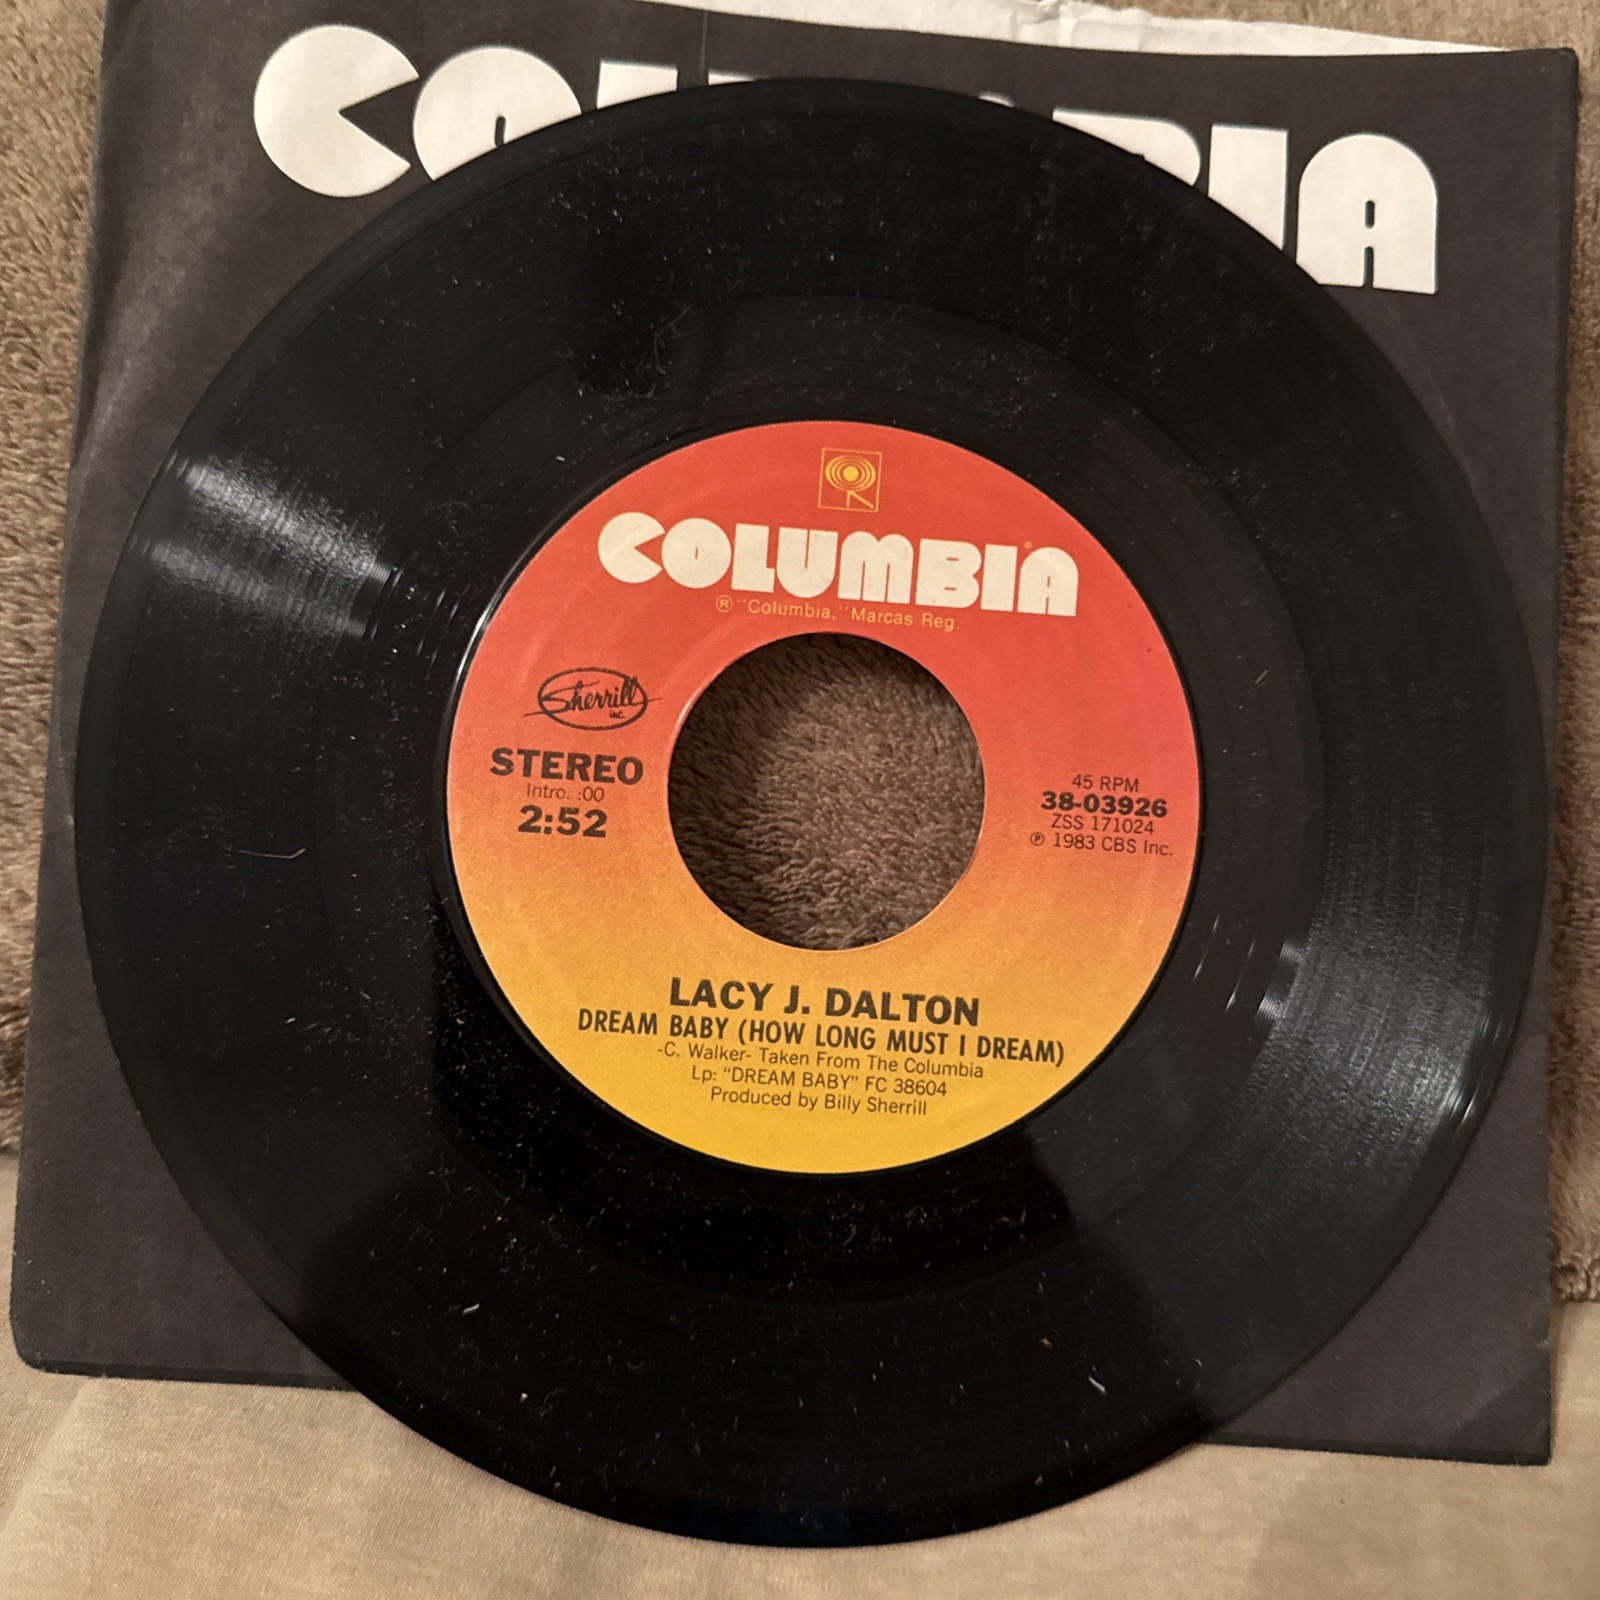 COLUMBIA
COLUMBIA
® "Columbia," Marcas Reg.
Sherrill
inc.
STEREO
Intro. :00
2:52
45 RPM
38-03926
ZSS 171024
℗ 1983 CBS Inc.
LACY J. DALTON
DREAM BABY (HOW LONG MUST I DREAM)
-C. Walker- Taken From The Columbia
Lp: "DREAM BABY" FC 38604
Produced by Billy Sherrill